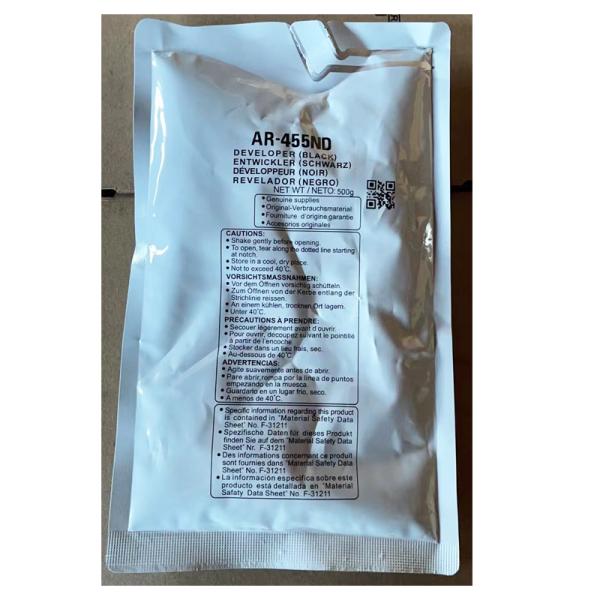 AR-455ND
DEVELOPER (BLACK)
ENTWICKLER (SCHWARZ)
DÉVELOPPEUR (NOIR)
REVELADOR (NEGRO)
NET WT / NETO: 500g
• Genuine supplies
• Original-Verbrauchsmaterial
• Fourniture d'origine garantie
• Accesorios originales
CAUTIONS:
• Shake gently before opening.
• To open, tear along the dotted line starting
at notch.
• Store in a cool, dry place.
• Not to exceed 40°C.
VORSICHTSMASSNAHMEN:
• Vor dem Öffnen vorsichtig schütteln.
• Zum Öffnen von der Kerbe entlang der
Strichlinie reissen.
• An einem kühlen, trocknen Ort lagern.
• Unter 40°C.
PRÉCAUTIONS À PRENDRE:
• Secouer légèrement avant d'ouvrir.
• Pour ouvrir, découpez suivant le pointillé
à partir de l'encoche
• Stocker dans un lieu frais, sec.
• Au-dessous de 40°C
ADVERTENCIAS:
• Agite suavemente antes de abrir.
• Pare abrir, rompa por la linea de puntos
empezando en la muesca.
• Guardarlo en un lugar frio, seco.
• A menos de 40°C.
• Specific information regarding this product
is contained in "Material Safety Data
Sheet" No. F-31211
• Spezifische Daten für dieses Produkt
finden Sie auf dem "Material Safety Data
Sheet" Nr. F-31211
• Des informations concernant ce produit
sont fournies dans "Material Safety Data
Sheet" No. F-31211
• La información especifica sobre este
producto está detallada en "Material
Safaty Data Sheet" No. F-31211